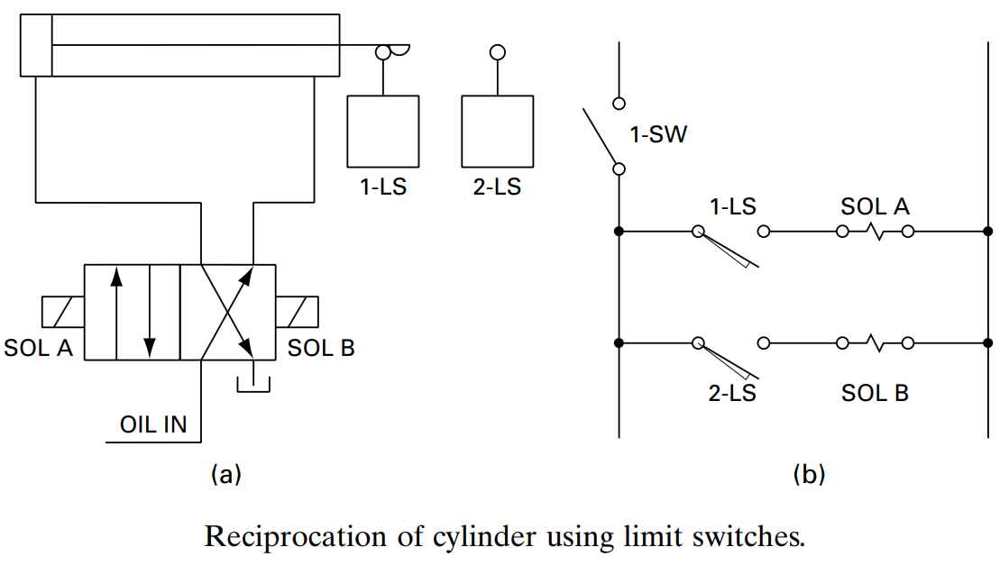 1-LS
2-LS
SOL A
SOL B
OIL IN
(a)
1-SW
1-LS
SOL A
2-LS
SOL B
(b)
Reciprocation of cylinder using limit switches.